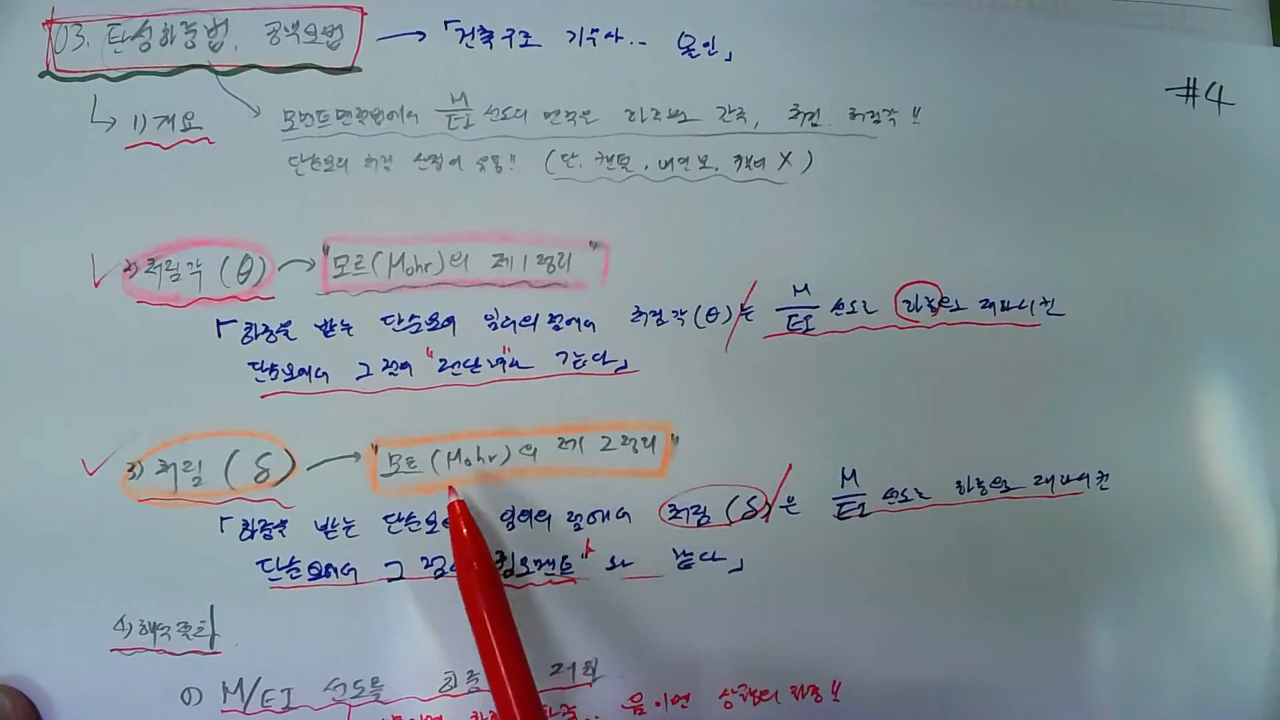 03. 탄성하중법, 공액보법 → 「건축구조 기술사.. 올인」
#4
↳ 1) 개요 → 모멘트면적법에서 M/EI 선도의 면적은 하중으로 간주, 처짐, 처짐각!!
단순보의 처짐 산정에 유용!! (단, 캔틸, 내민보, 캔틸 X)
2) 처짐각 (θ) → "모르(Mohr)의 제1정리"
「하중을 받는 단순보의 임의의 점에서 처짐각(θ)는 M/EI 선도를 하중으로 재하시킨
단순보에서 그 점의 "전단력"과 같다」
3) 처짐 (δ) → "모르(Mohr)의 제2정리"
「하중을 받는 단순보의 임의의 점에서 처짐(δ)은 M/EI 선도를 하중으로 재하시킨
단순보에서 그 점 휨모멘트"와 같다」
4) 해석순서
① M/EI 선도를 하중 재하
음이면 상향의 하중!!